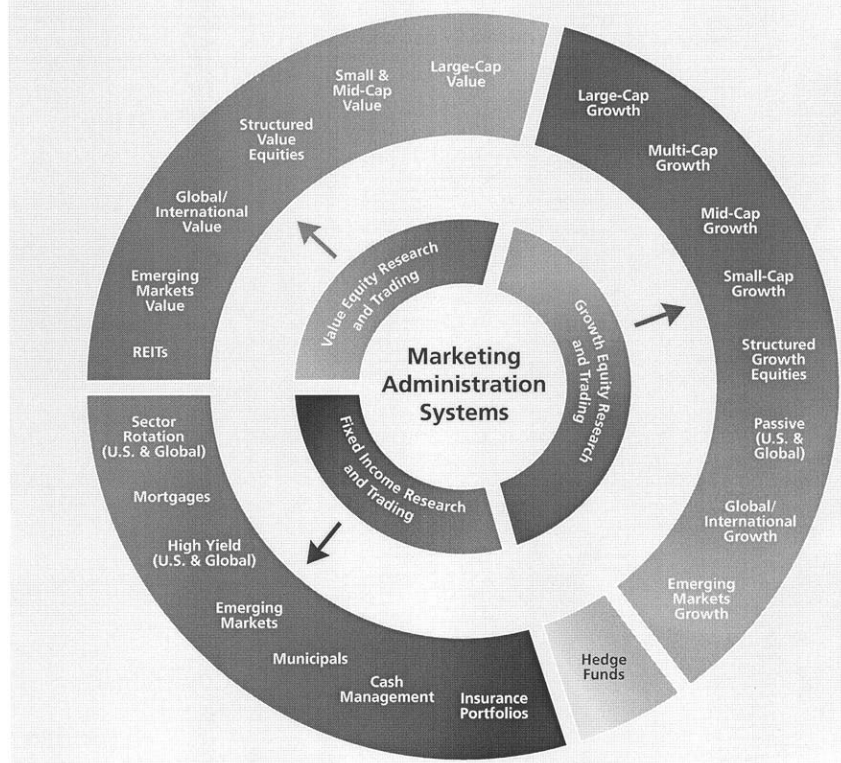 Large-Cap
Value
Small &
Mid-Cap
Value
Structured
Value
Equities
Global/
International
Value
Emerging
Markets
Value
REITs
Large-Cap
Growth
Multi-Cap
Growth
Mid-Cap
Growth
Small-Cap
Growth
Structured
Growth
Equities
Passive
(U.S. &
Global)
Global/
International
Growth
Emerging
Markets
Growth
Hedge
Funds
Sector
Rotation
(U.S. & Global)
Mortgages
High Yield
(U.S. & Global)
Emerging
Markets
Municipals
Cash
Management
Insurance
Portfolios
Value Equity Research
and Trading
Growth Equity Research
and Trading
Fixed Income Research
and Trading
Marketing
Administration
Systems